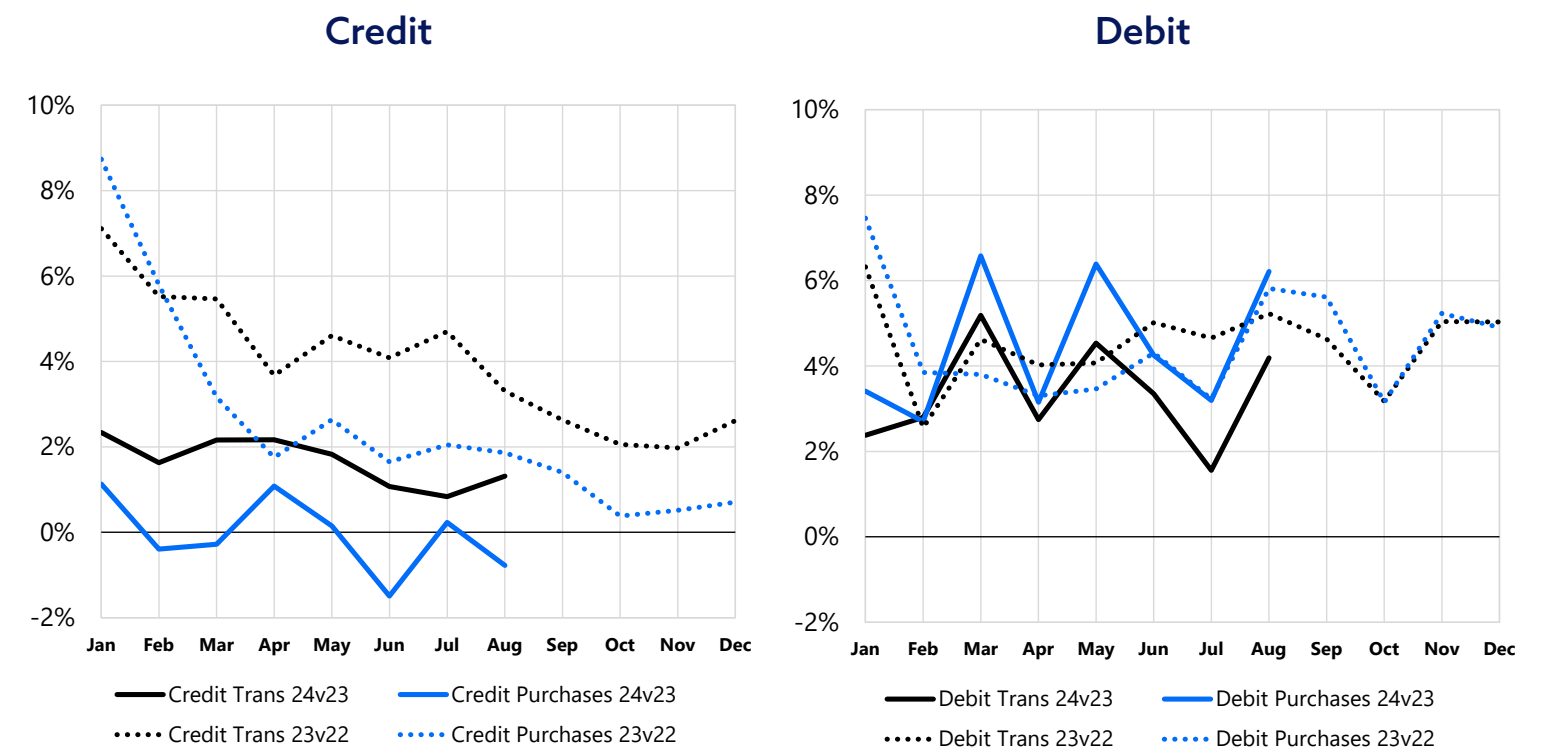 Credit
10%
8%
6%
4%
2%
0%
-2%
Jan Feb Mar Apr May Jun Jul Aug Sep Oct Nov Dec
Credit Trans 24v23 Credit Purchases 24v23
Credit Trans 23v22 Credit Purchases 23v22
Debit
10%
8%
6%
4%
2%
0%
-2%
Jan Feb Mar Apr May Jun Jul Aug Sep Oct Nov Dec
Debit Trans 24v23 Debit Purchases 24v23
Debit Trans 23v22 Debit Purchases 23v22